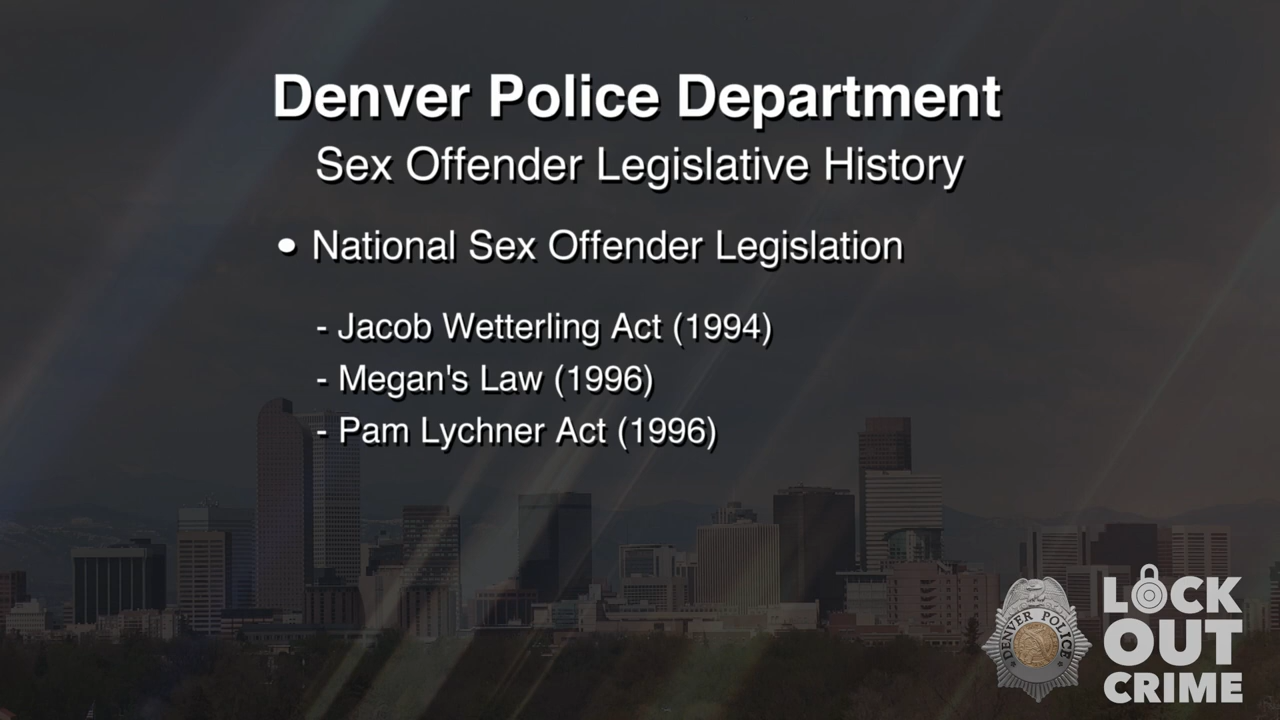 Denver Police Department
Sex Offender Legislative History
• National Sex Offender Legislation
- Jacob Wetterling Act (1994)
- Megan's Law (1996)
- Pam Lychner Act (1996)
DENVER POLICE
LOCK
OUT
CRIME